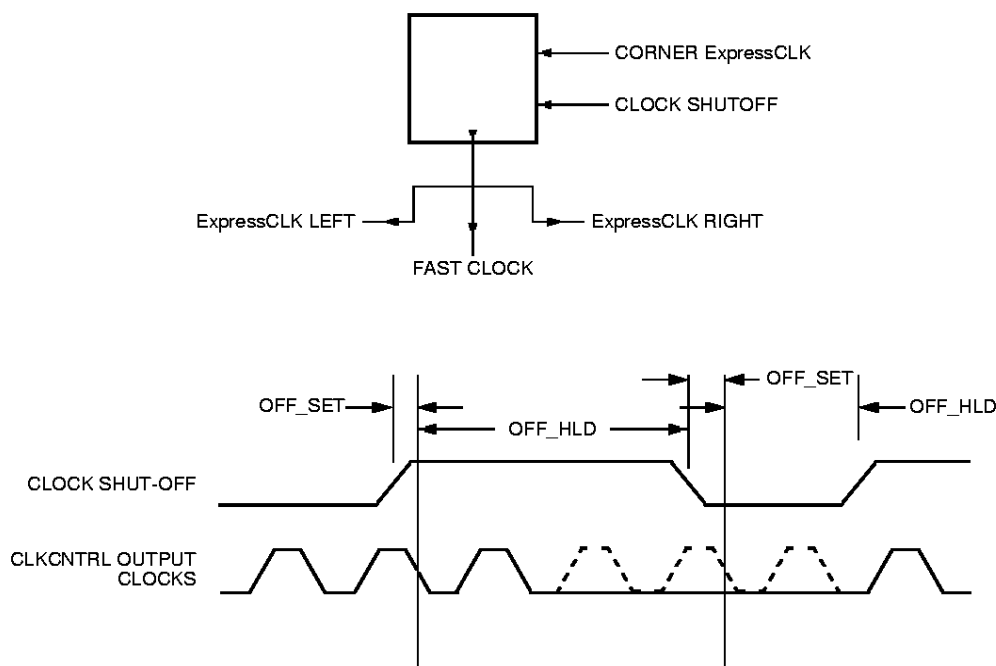 CORNER ExpressCLK
CLOCK SHUTOFF
ExpressCLK LEFT
ExpressCLK RIGHT
FAST CLOCK
OFF_SET
OFF_SET
OFF_HLD
OFF_HLD
CLOCK SHUT-OFF
CLKCNTRL OUTPUT
CLOCKS